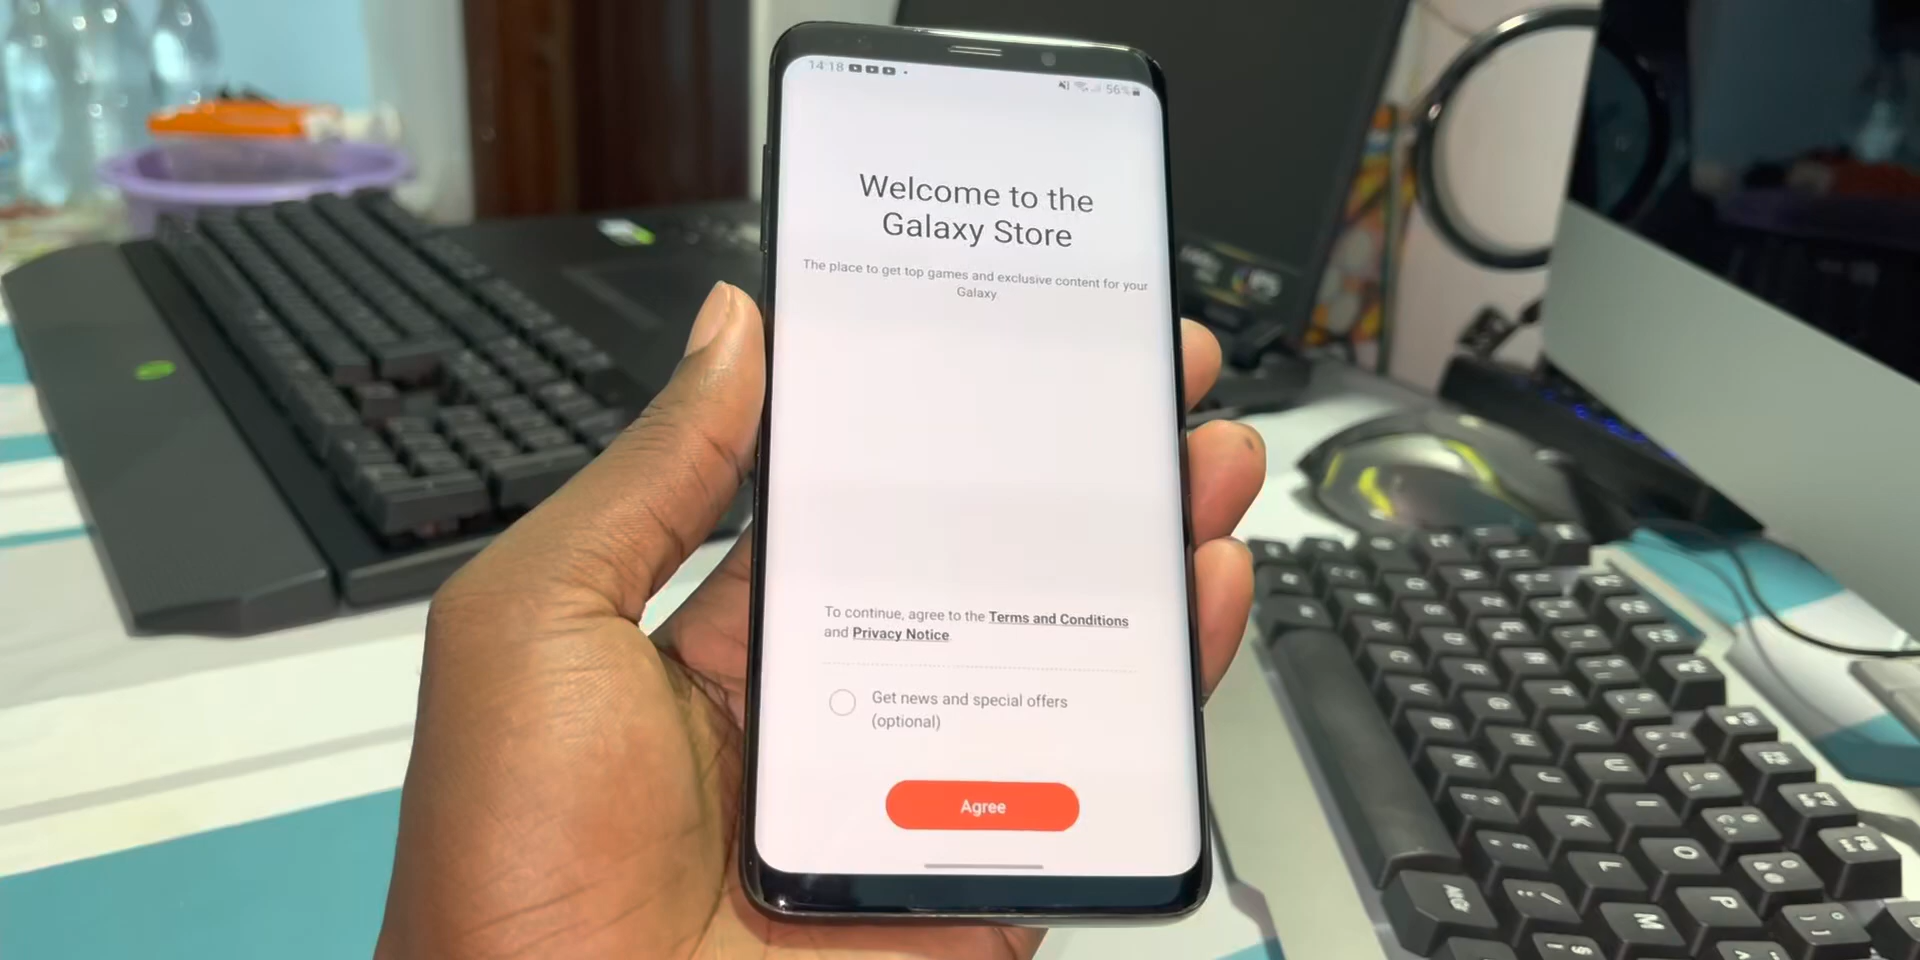 14:18
56%
Welcome to the
Galaxy Store
The place to get top games and exclusive content for your
Galaxy
To continue, agree to the Terms and Conditions
and Privacy Notice
Get news and special offers
(optional)
Agree